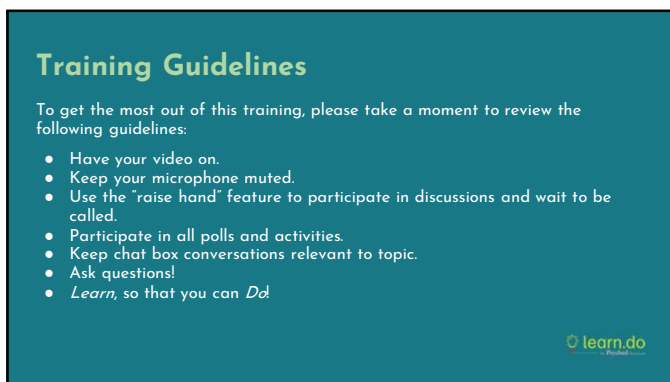 Training Guidelines
To get the most out of this training, please take a moment to review the
following guidelines:
● Have your video on.
● Keep your microphone muted.
● Use the “raise hand” feature to participate in discussions and wait to be
called.
● Participate in all polls and activities.
● Keep chat box conversations relevant to topic.
● Ask questions!
● Learn, so that you can Do!
learn.do